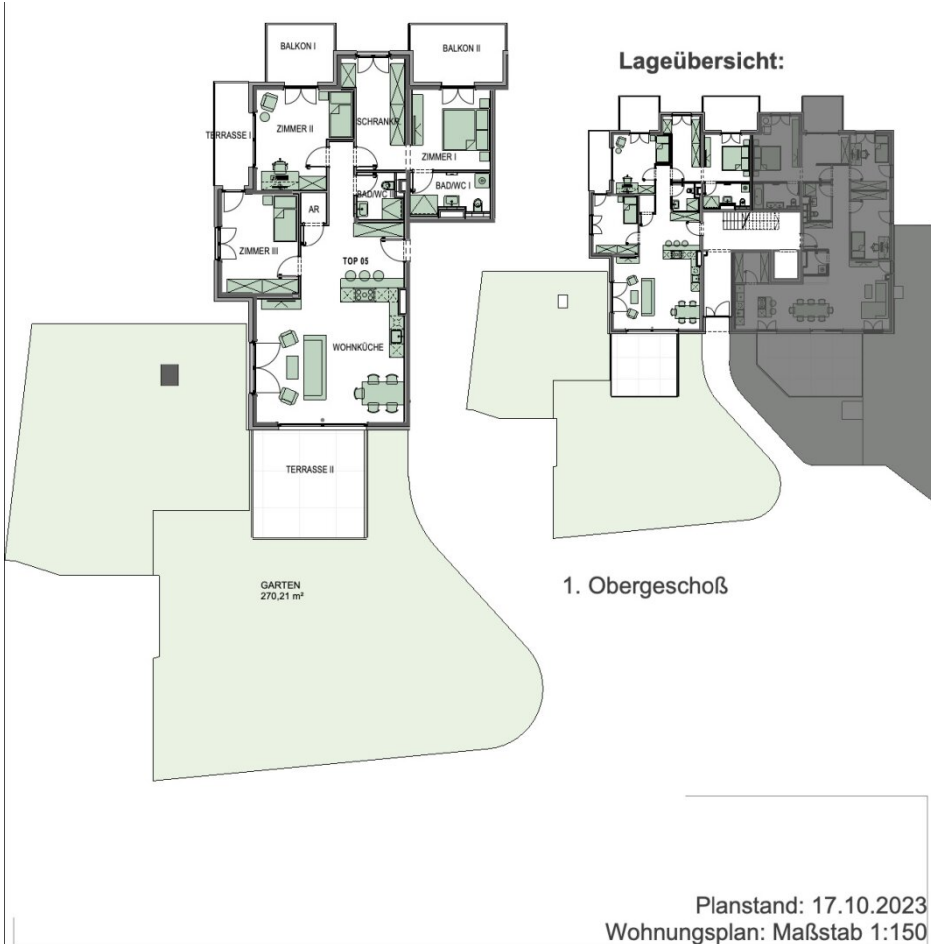 BALKON I
BALKON II
Lageübersicht:
TERRASSE I
ZIMMER II
SCHRANKR.
ZIMMER I
BAD/WC II
BAD/WC I
AR
ZIMMER III
TOP 05
WOHNKÜCHE
TERRASSE II
GARTEN
270,21 m²
1. Obergeschoß
Planstand: 17.10.2023
Wohnungsplan: Maßstab 1:150